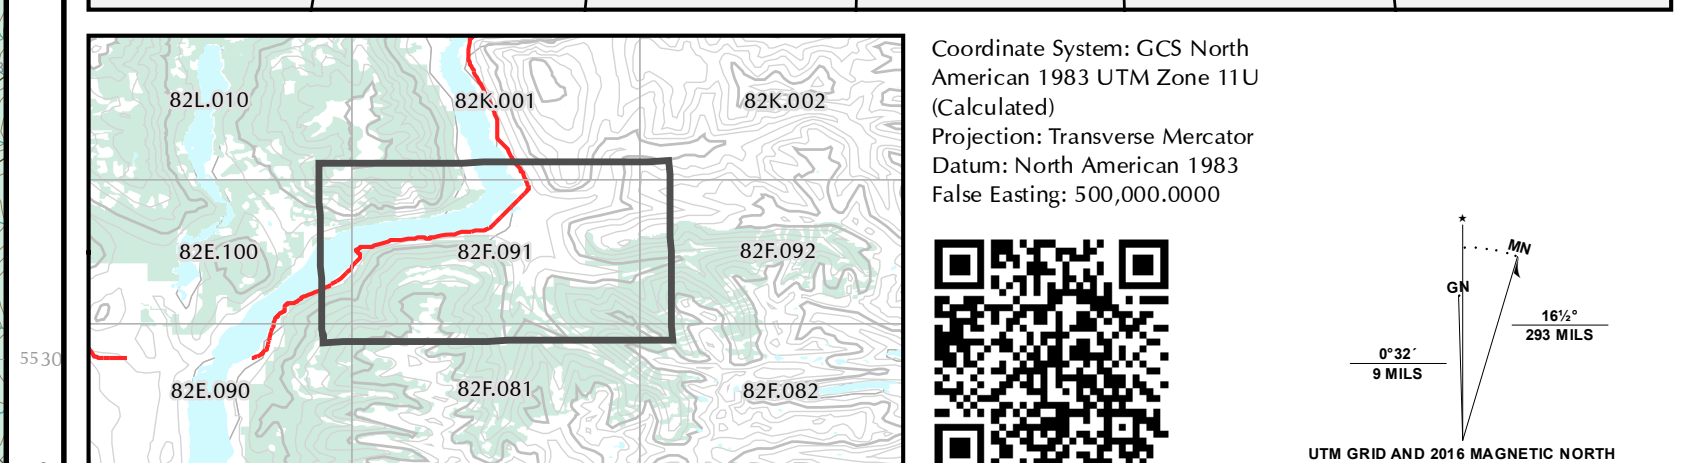 82L.010
82K.001
82K.002
82E.100
82F.091
82F.092
5530
82E.090
82F.081
82F.082
Coordinate System: GCS North
American 1983 UTM Zone 11U
(Calculated)
Projection: Transverse Mercator
Datum: North American 1983
False Easting: 500,000.0000
MN
GN
16½°
293 MILS
0°32´
9 MILS
UTM GRID AND 2016 MAGNETIC NORTH